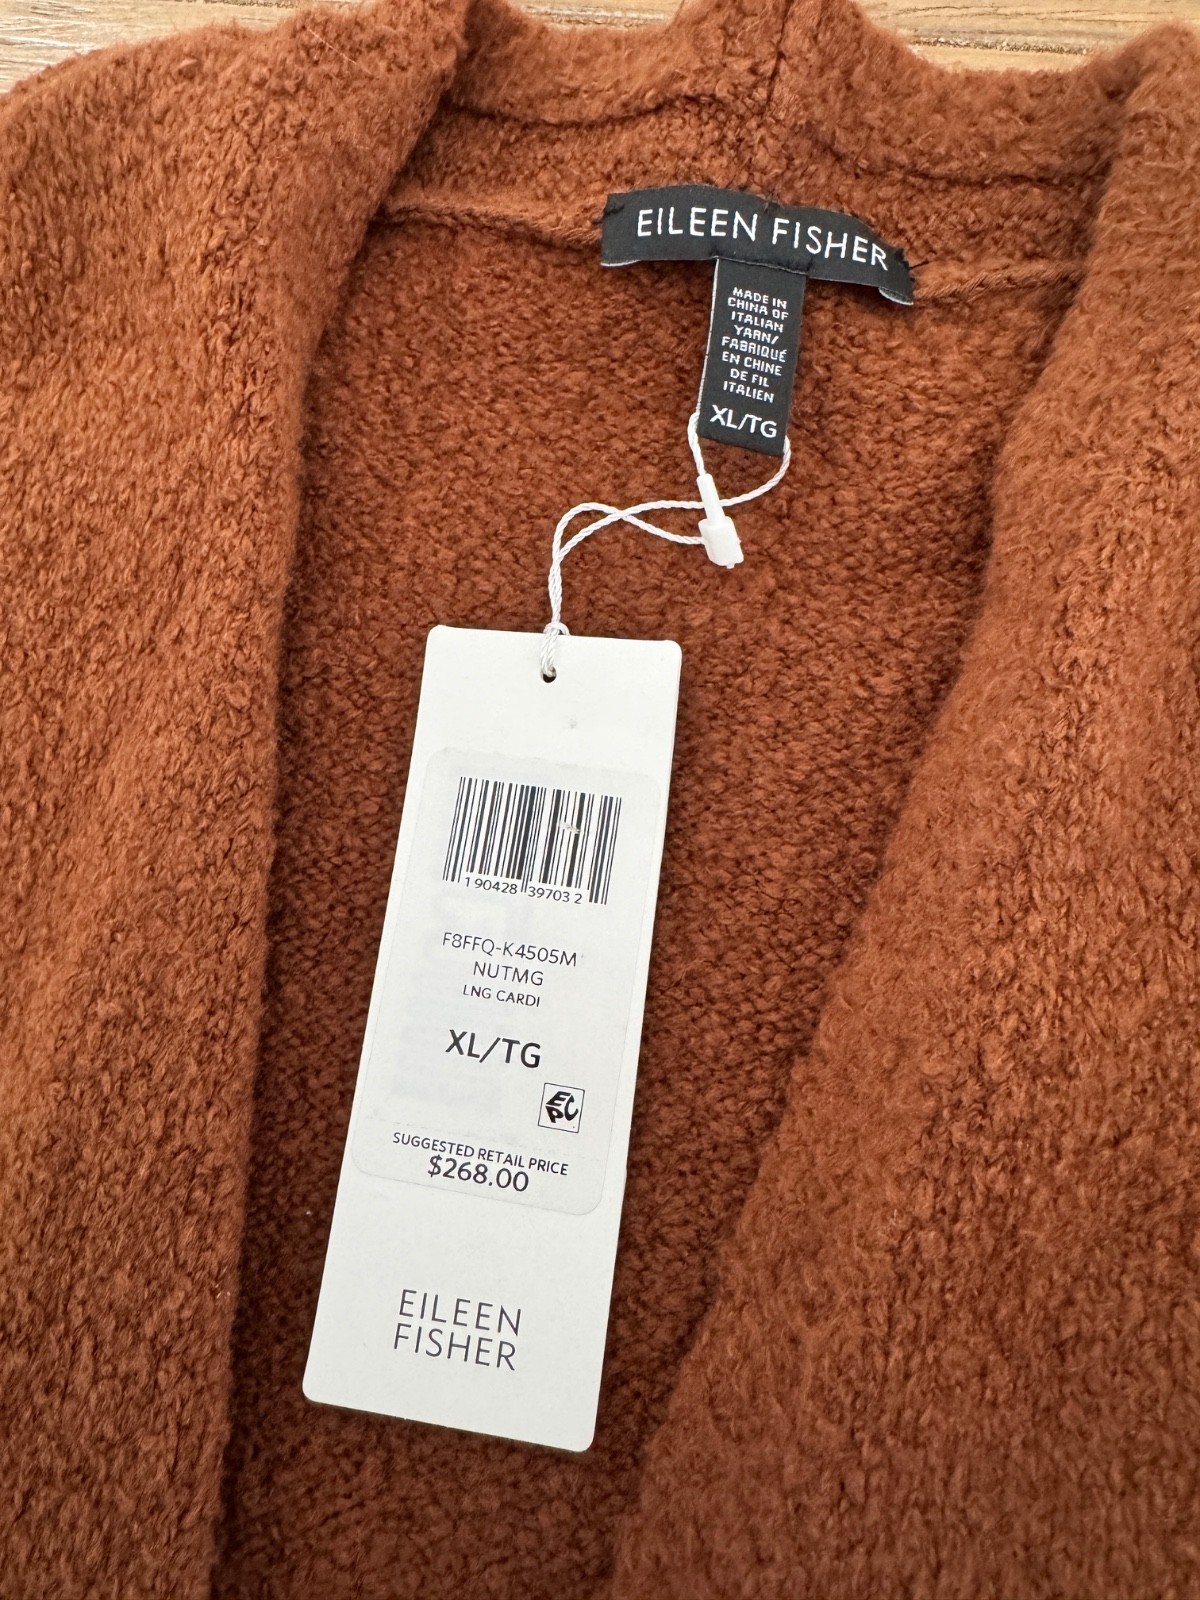 EILEEN FISHER
MADE IN
CHINA OF
ITALIAN
YARN/
FABRIQUÉ
EN CHINE
DE FIL
ITALIEN
XL/TG
1 90428 39703 2
F8FFQ-K4505M
NUTMG
LNG CARDI
XL/TG
EPC
SUGGESTED RETAIL PRICE
$268.00
EILEEN
FISHER